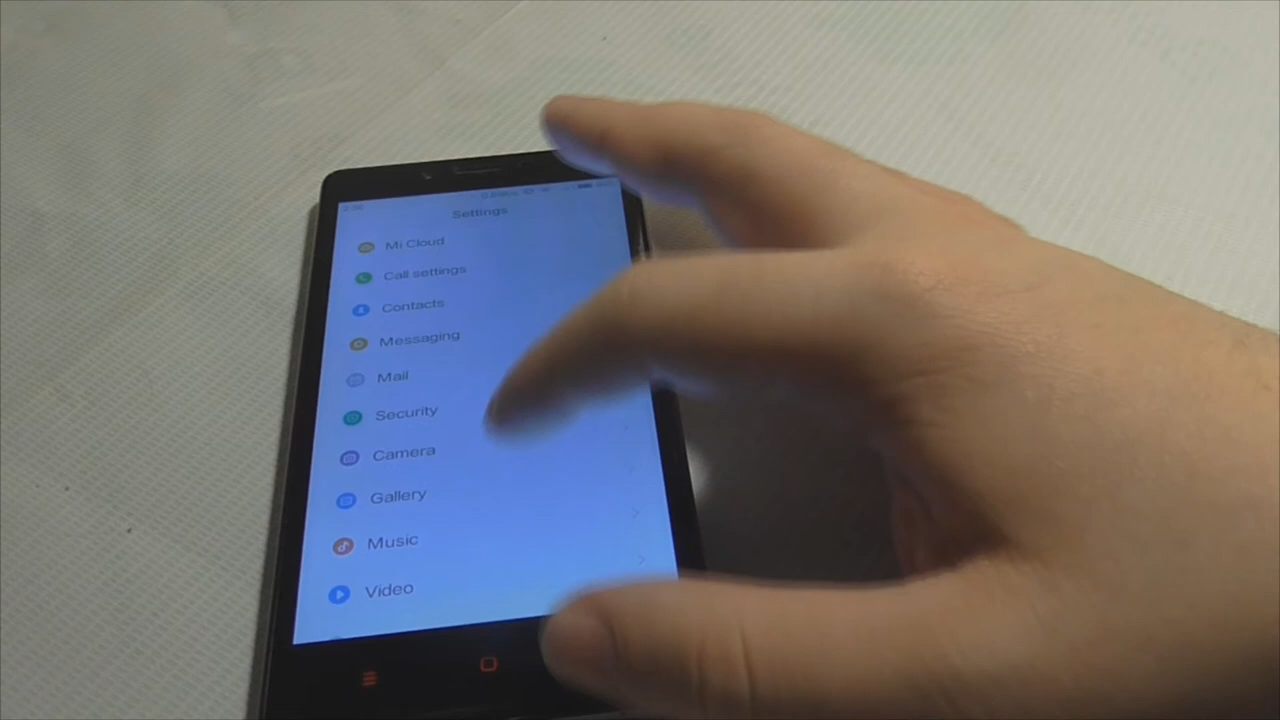 Settings
Mi Cloud
Call settings
Contacts
Messaging
Mail
Security
Camera
Gallery
Music
Video